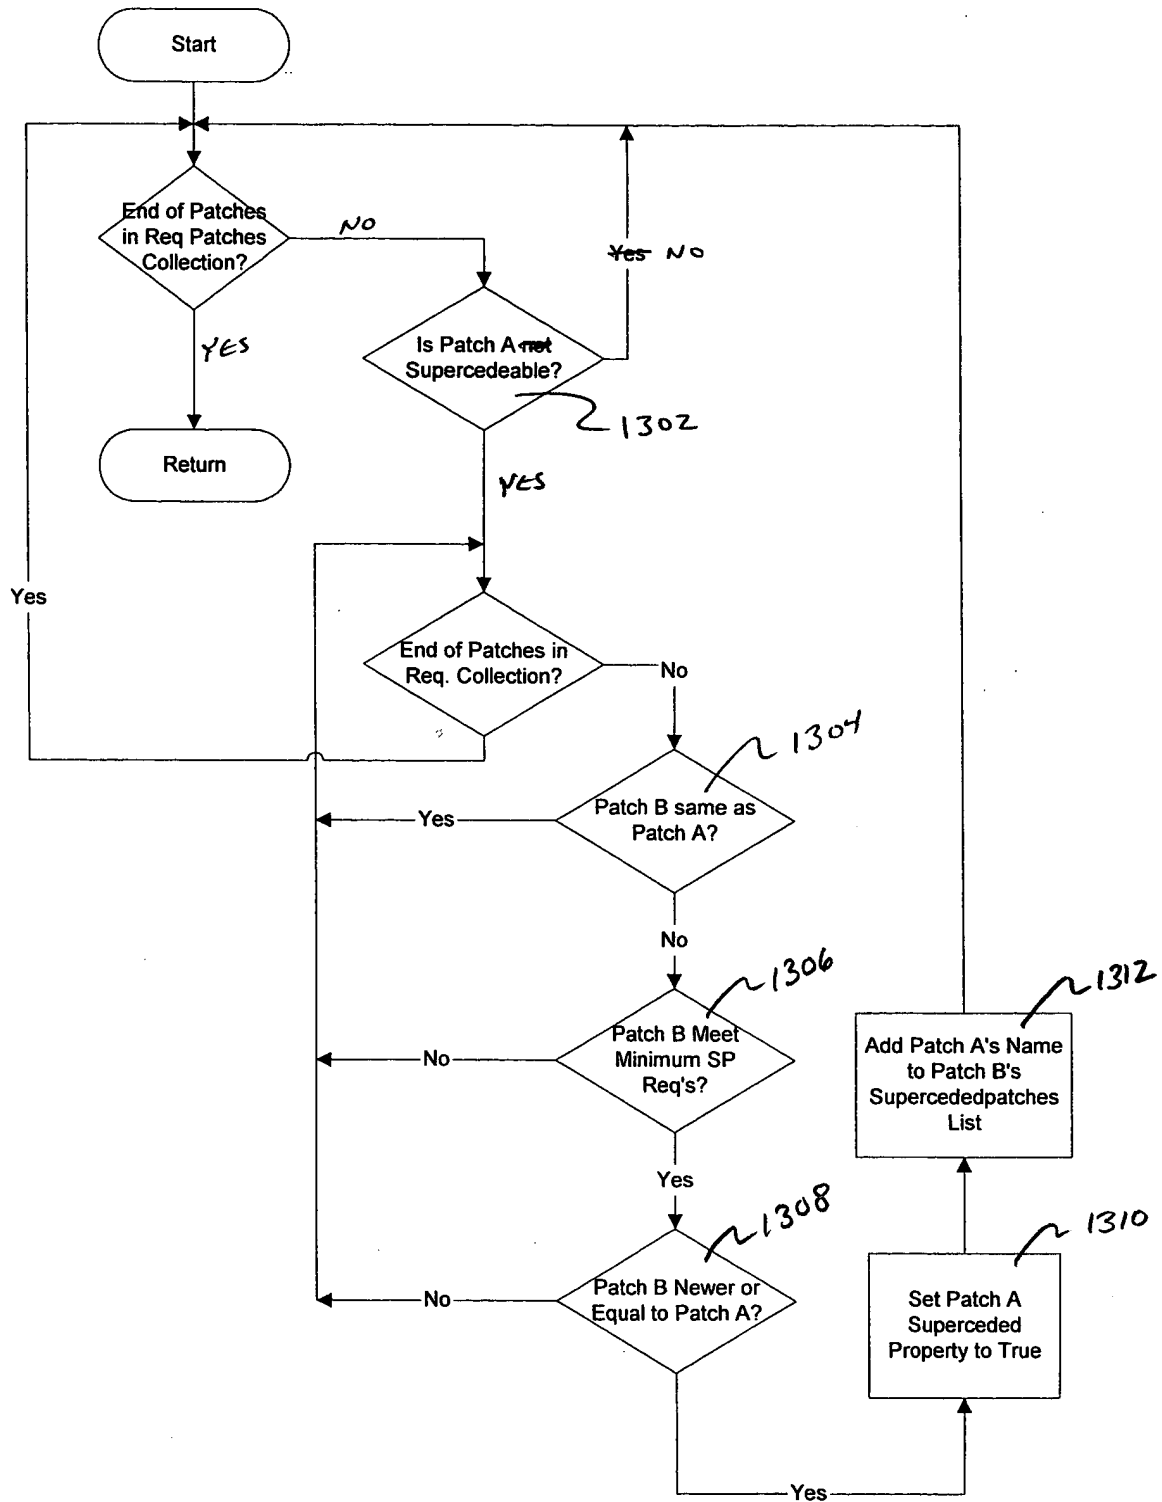 Start
End of Patches
in Req Patches
Collection?
NO
YES
Return
Is Patch A not
Supercedeable?
1302
Yes NO
YES
Yes
End of Patches in
Req. Collection?
No
1304
Patch B same as
Patch A?
Yes
No
1306
Patch B Meet
Minimum SP
Req's?
No
Yes
1308
Patch B Newer or
Equal to Patch A?
No
Yes
1310
Set Patch A
Superceded
Property to True
1312
Add Patch A's Name
to Patch B's
Supercededpatches
List